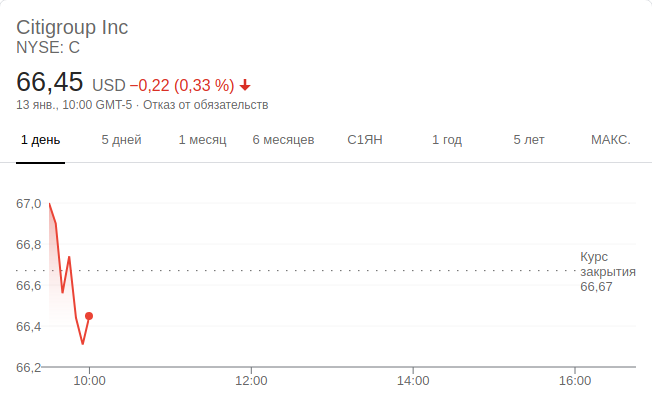 Citigroup Inc
NYSE: C
66,45 USD −0,22 (0,33 %)
13 янв., 10:00 GMT-5 · Отказ от обязательств
1 день 5 дней 1 месяц 6 месяцев С1ЯН 1 год 5 лет МАКС.
67,0
66,8
Курс
закрытия
66,6
66,67
66,4
66,2
10:00 12:00 14:00 16:00